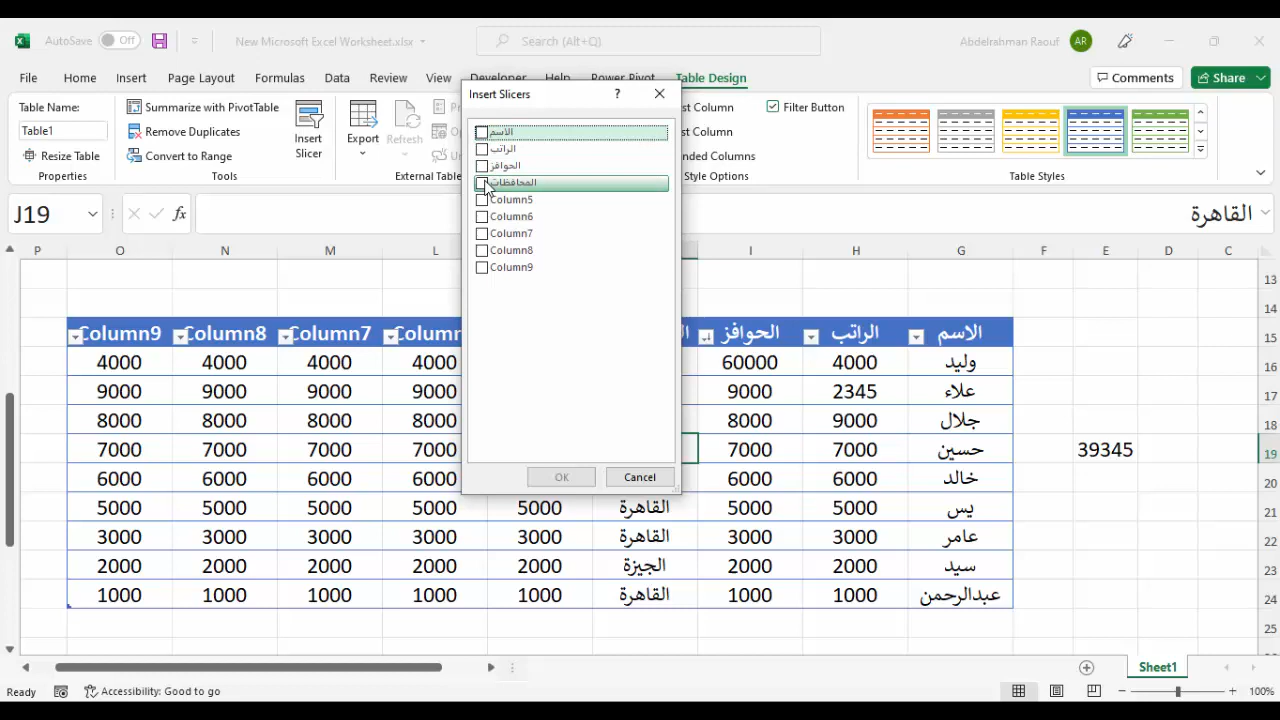 AutoSave Off New Microsoft Excel Worksheet.xlsx Search (Alt+Q) Abdelrahman Raouf AR
File Home Insert Page Layout Formulas Data Review View Developer Help Power Pivot Table Design Comments Share
Table Name:
Table1
Resize Table
Properties
Summarize with PivotTable
Remove Duplicates
Convert to Range
Tools
Insert
Slicer
Export
Refresh
External Table
Filter Button
st Column
st Column
nded Columns
Style Options
Table Styles
Insert Slicers
الاسم
الراتب
الحوافز
المحافظات
Column5
Column6
Column7
Column8
Column9
OK Cancel
J19 fx القاهرة
P O N M L I H G F E D C
13
14
الاسم الراتب الحوافز Column7 Column8 Column9 15
وليد 4000 60000 4000 4000 4000 4000 16
علاء 2345 9000 9000 9000 9000 9000 17
جلال 9000 8000 8000 8000 8000 8000 18
حسين 7000 7000 7000 7000 7000 7000 39345 19
خالد 6000 6000 6000 6000 6000 6000 20
يس 5000 5000 القاهرة 5000 5000 5000 5000 5000 21
عامر 3000 3000 القاهرة 3000 3000 3000 3000 3000 22
سيد 2000 2000 الجيزة 2000 2000 2000 2000 2000 23
عبدالرحمن 1000 1000 القاهرة 1000 1000 1000 1000 1000 24
25
Sheet1
Ready Accessibility: Good to go 100%